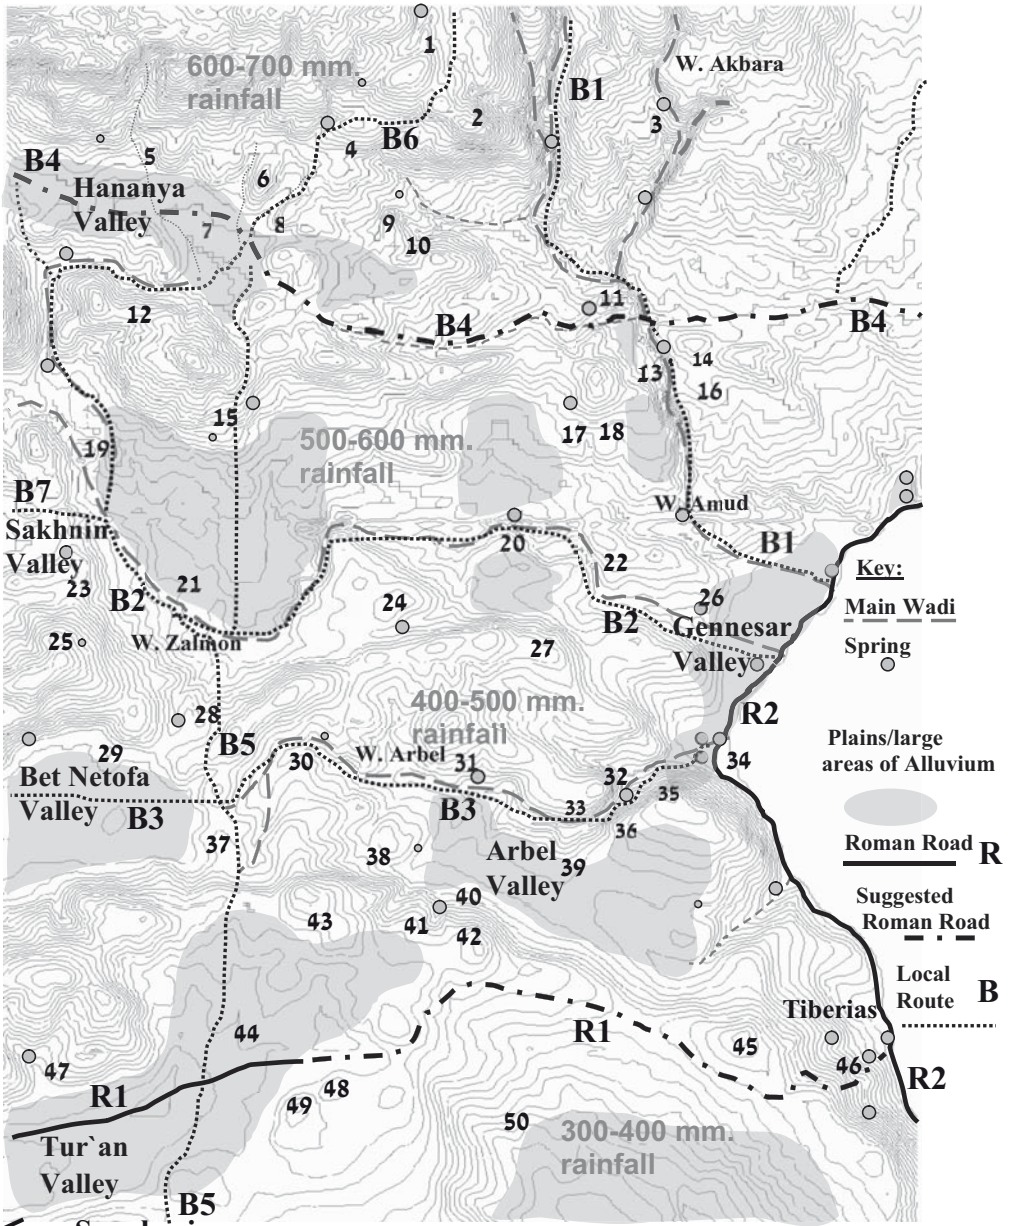 1
600-700 mm.
rainfall
W. Akbara
B1
2
3
B6
4
5
B4
Hananya
Valley
6
7
8
9
10
11
12
B4
B4
13
14
16
15
500-600 mm.
rainfall
17
18
19
B7
Sakhnin
Valley
W. Amud
B1
20
21
22
23
B2
24
25
W. Zalmon
26
B2
Gennesar
Valley
27
Key:
Main Wadi
Spring
400-500 mm.
rainfall
28
R2
29
B5
30
W. Arbel
31
32
34
Bet Netofa
Valley
B3
B3
33
35
36
Plains/large
areas of Alluvium
37
38
Arbel
Valley
39
Roman Road
R
40
41
42
43
Suggested
Roman Road
Local
Route
B
44
R1
Tiberias
45
46
47
R1
48
49
R2
50
300-400 mm.
rainfall
Tur`an
Valley
B5